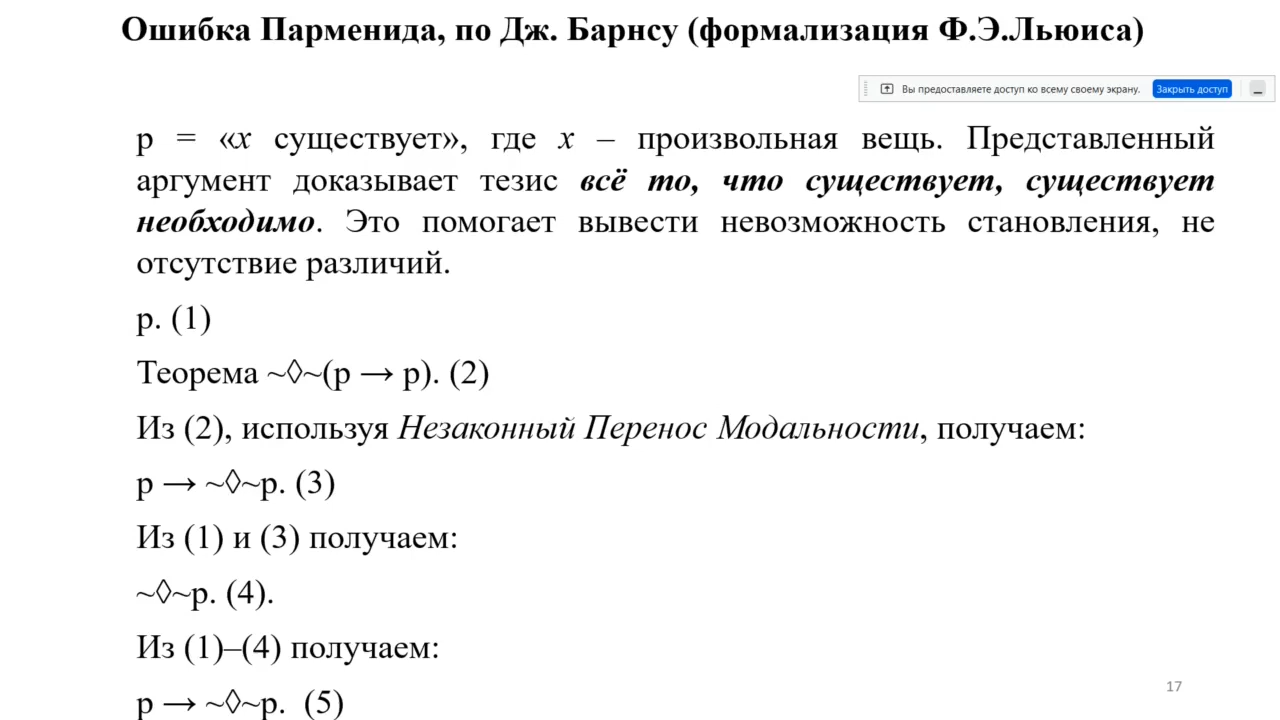 Ошибка Парменида, по Дж. Барнсу (формализация Ф.Э.Льюиса)
Вы предоставляете доступ ко всему своему экрану. Закрыть доступ
p = «x существует», где x – произвольная вещь. Представленный
аргумент доказывает тезис всё то, что существует, существует
необходимо. Это помогает вывести невозможность становления, не
отсутствие различий.
p. (1)
Теорема ~◊~(p → p). (2)
Из (2), используя Незаконный Перенос Модальности, получаем:
p → ~◊~p. (3)
Из (1) и (3) получаем:
~◊~p. (4).
Из (1)–(4) получаем:
p → ~◊~p. (5)
17